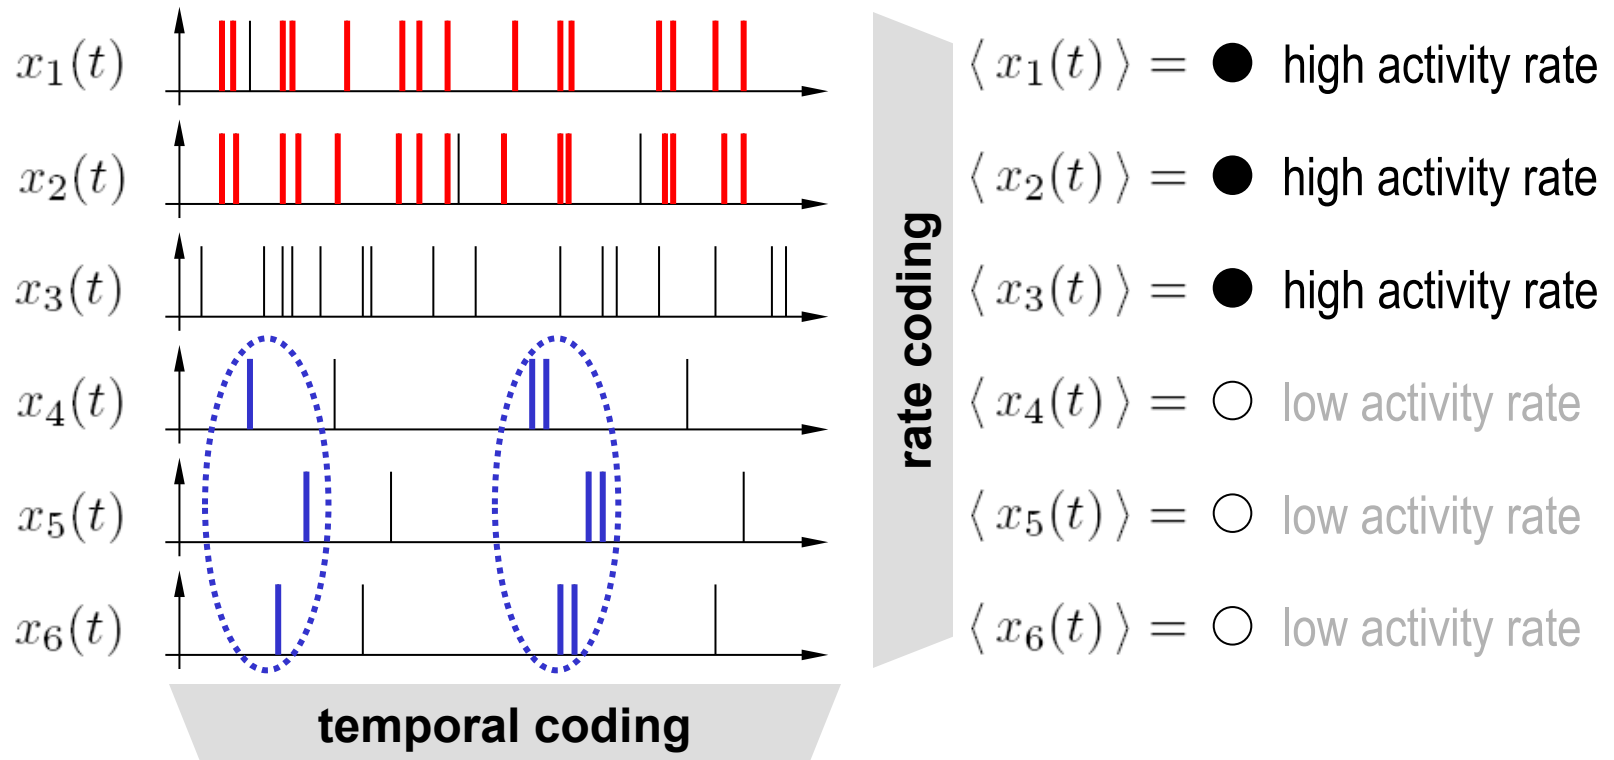 x₁(t) ⟨ x₁(t) ⟩ = ● high activity rate
x₂(t) ⟨ x₂(t) ⟩ = ● high activity rate
x₃(t) ⟨ x₃(t) ⟩ = ● high activity rate
x₄(t) ⟨ x₄(t) ⟩ = ○ low activity rate
x₅(t) ⟨ x₅(t) ⟩ = ○ low activity rate
x₆(t) ⟨ x₆(t) ⟩ = ○ low activity rate
rate coding
temporal coding